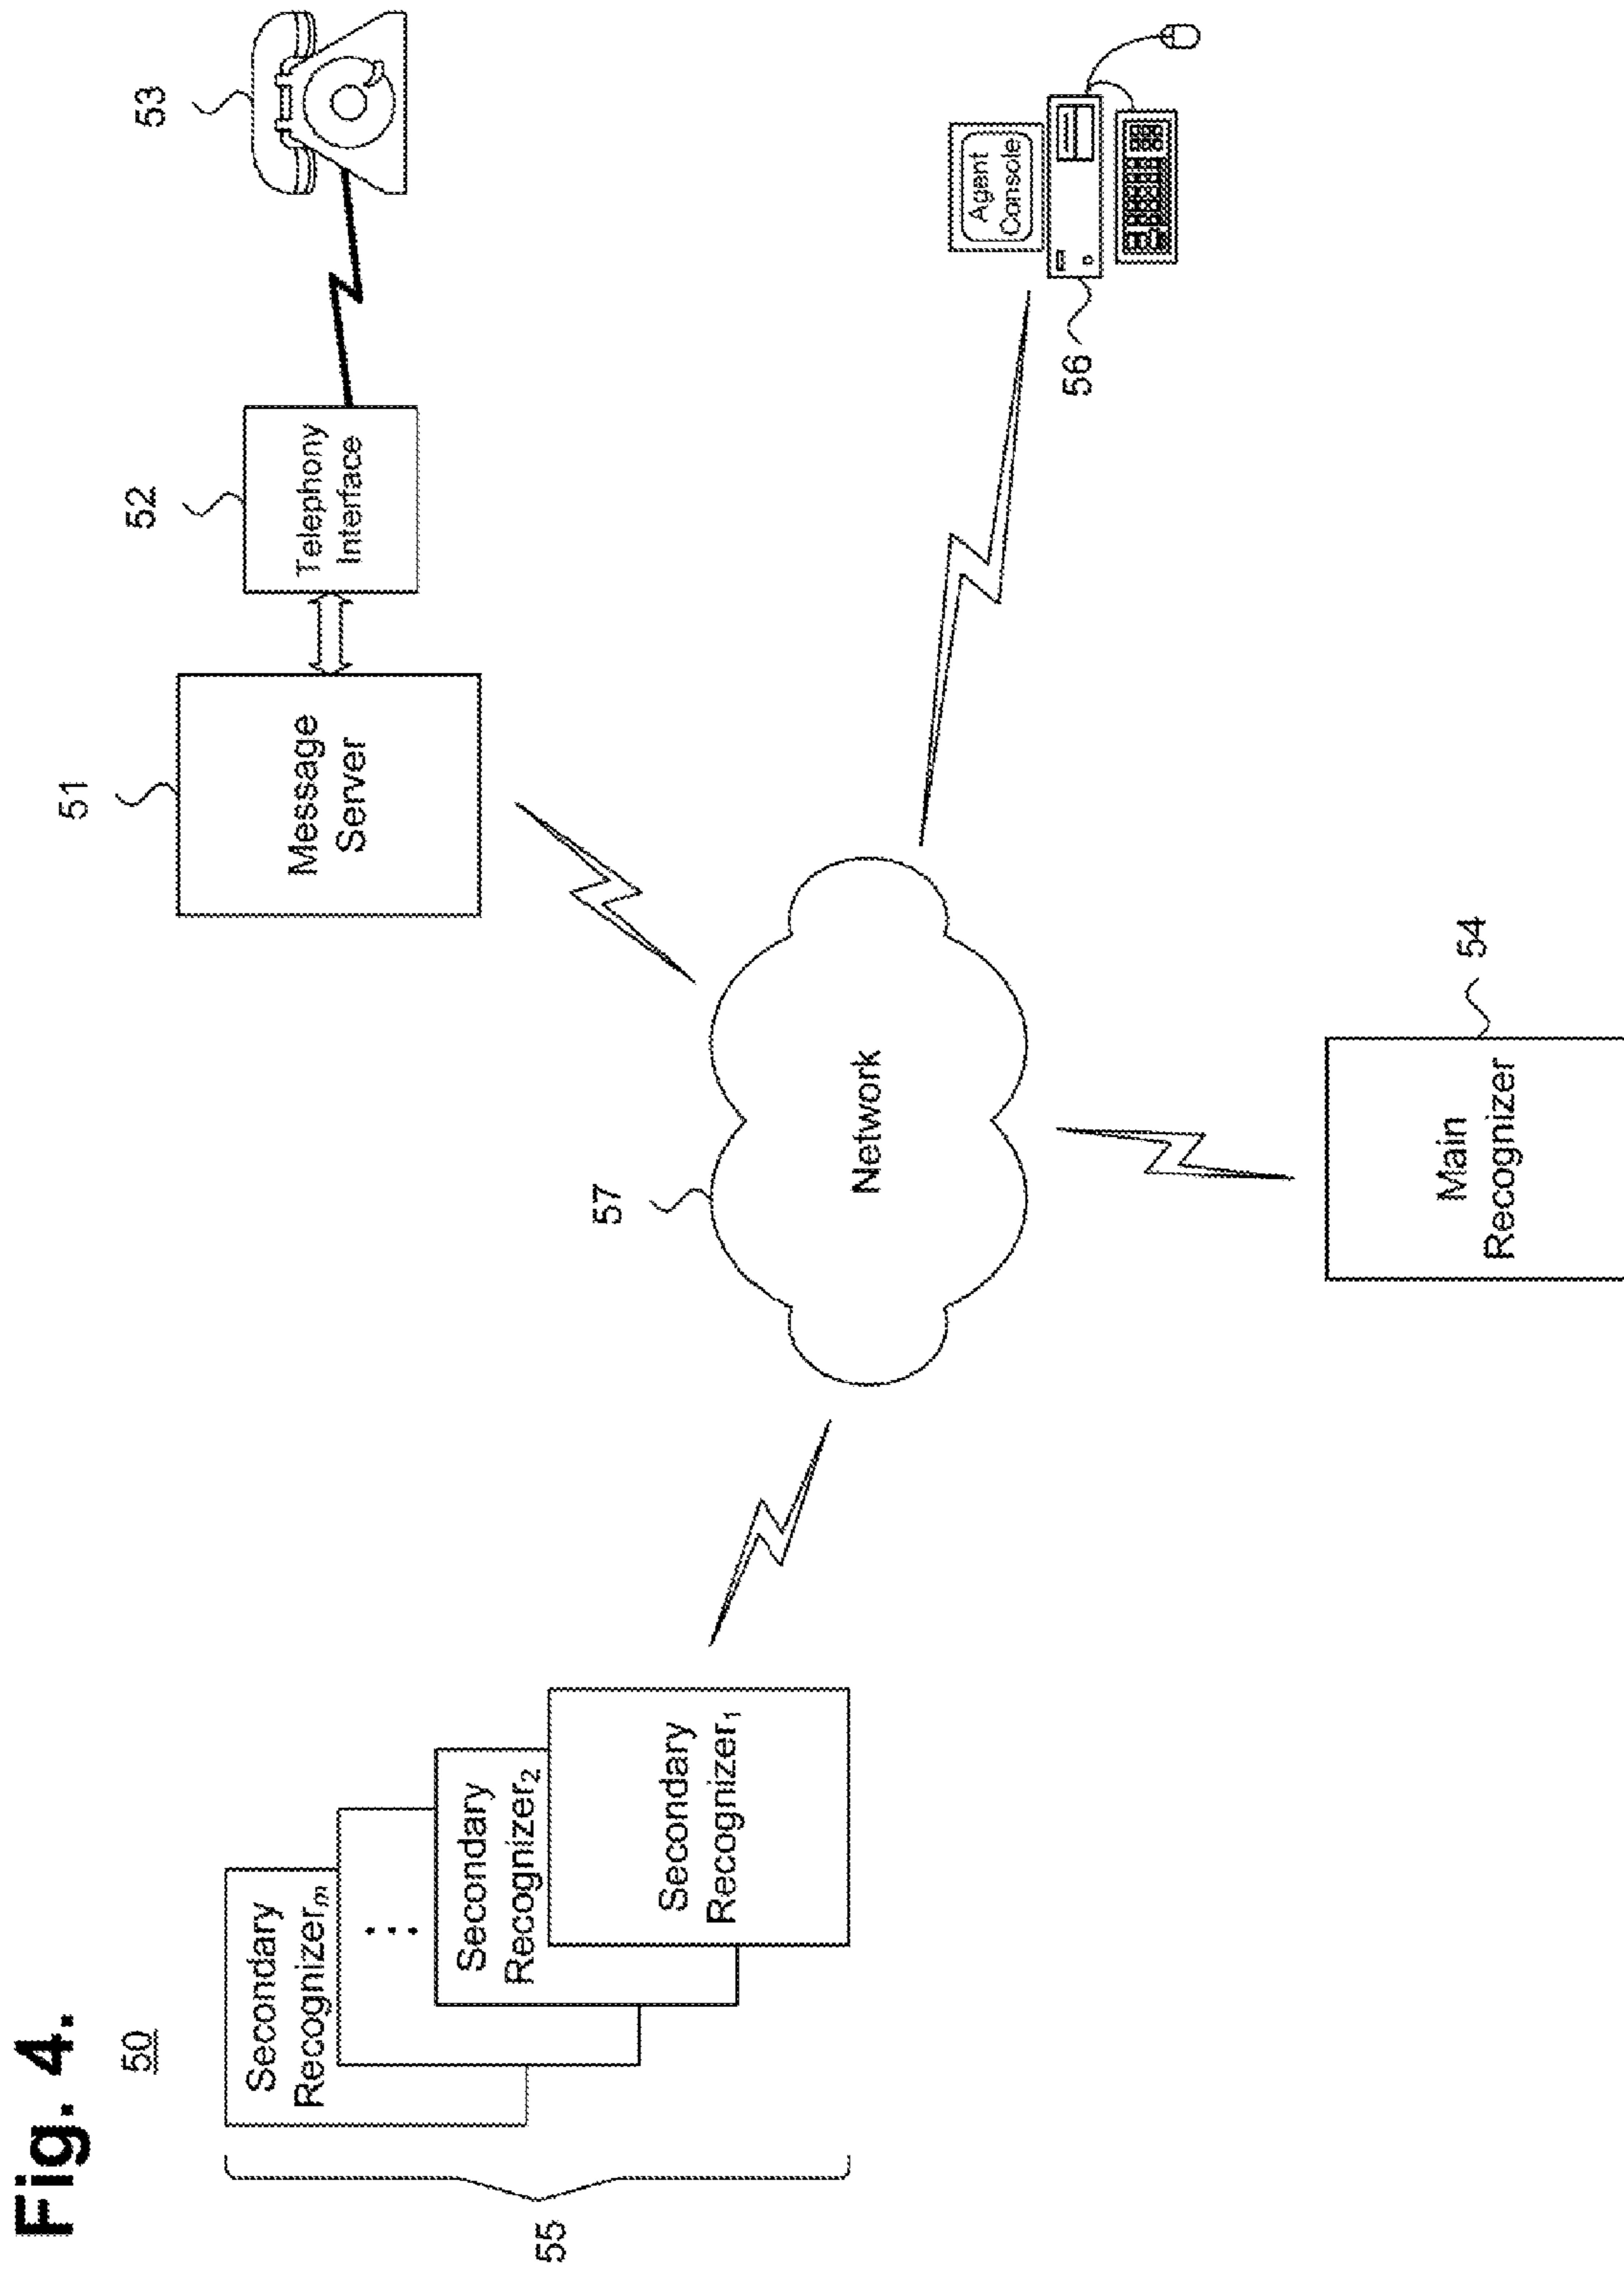 Fig. 4.
50
55
Secondary
Recognizerm
⋮
Secondary
Recognizer2
Secondary
Recognizer1
57
Network
51
Message
Server
52
Telephony
Interface
53
Agent
Console
56
54
Main
Recognizer